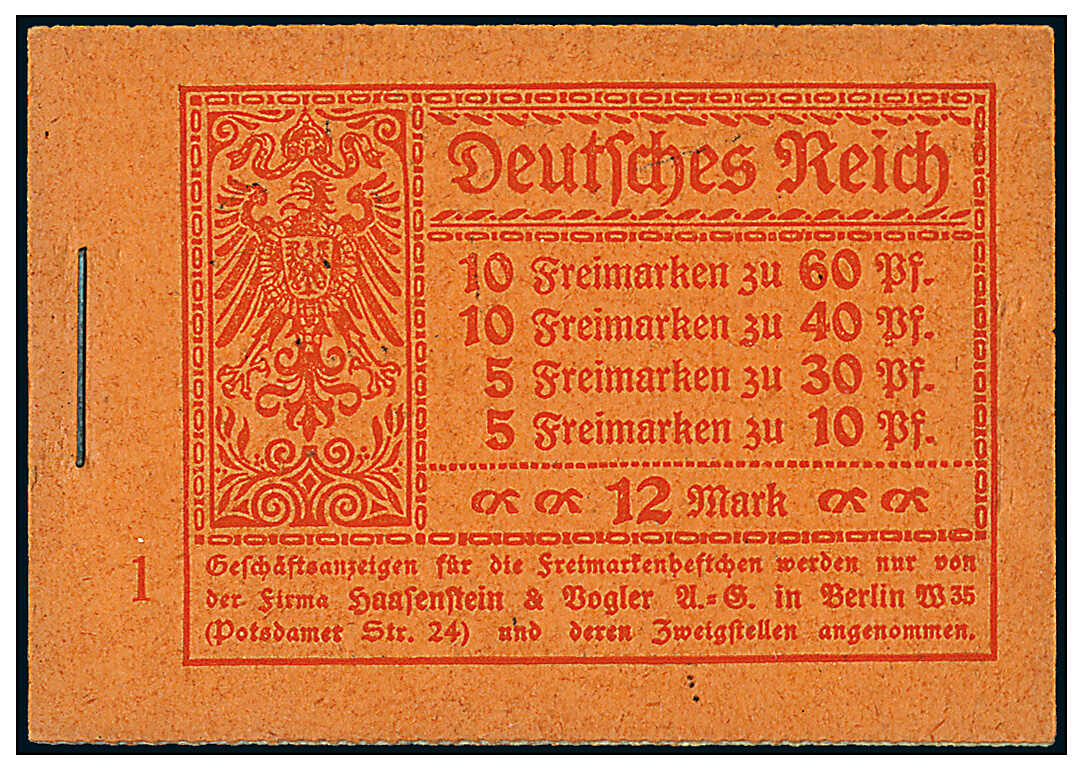 Deutsches Reich
10 Freimarken zu 60 Pf.
10 Freimarken zu 40 Pf.
5 Freimarken zu 30 Pf.
5 Freimarken zu 10 Pf.
12 Mark
1
Geschäftsanzeigen für die Freimarkenheftchen werden nur von
der Firma Haasenstein & Vogler A.=G. in Berlin W 35
(Potsdamer Str. 24) und deren Zweigstellen angenommen.